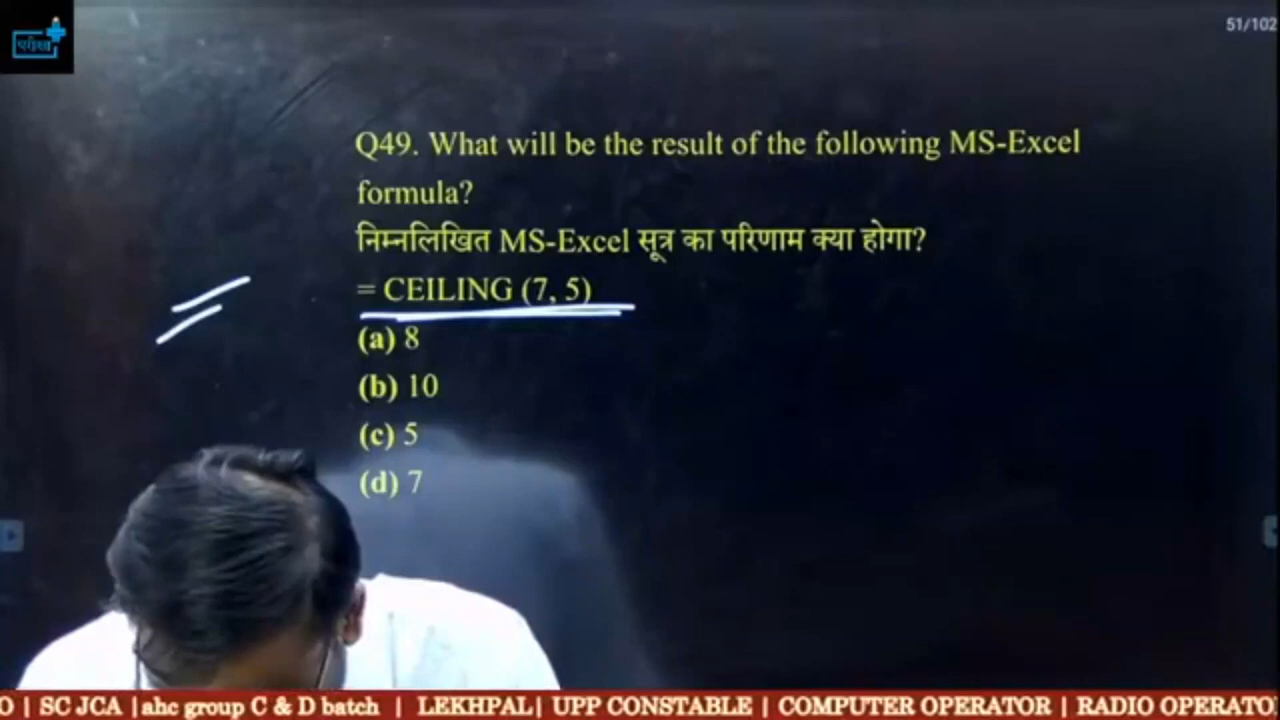 परीक्षा
51/102
Q49. What will be the result of the following MS-Excel
formula?
निम्नलिखित MS-Excel सूत्र का परिणाम क्या होगा?
= CEILING (7, 5)
(a) 8
(b) 10
(c) 5
(d) 7
O | SC JCA |ahc group C & D batch | LEKHPAL| UPP CONSTABLE | COMPUTER OPERATOR | RADIO OPERATO